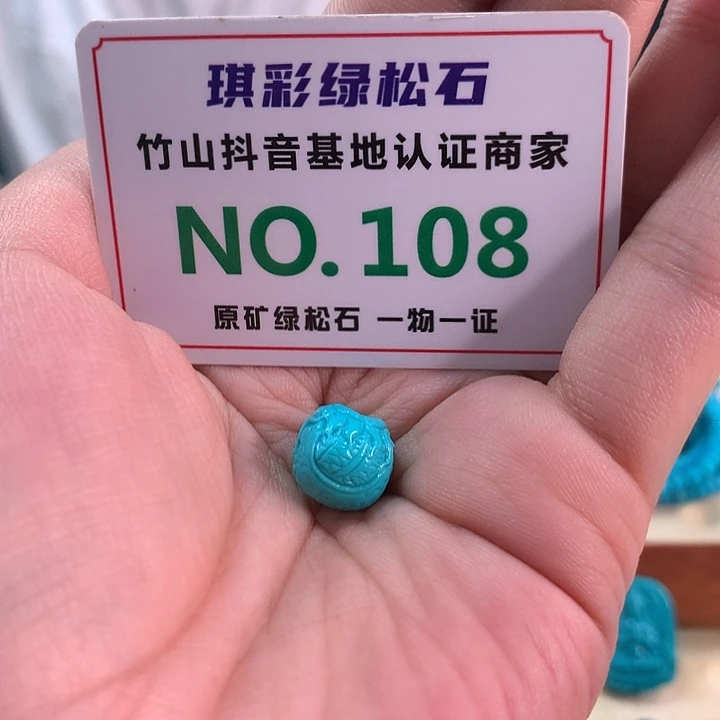 琪彩绿松石
竹山抖音基地认证商家
NO.108
原矿绿松石 一物一证